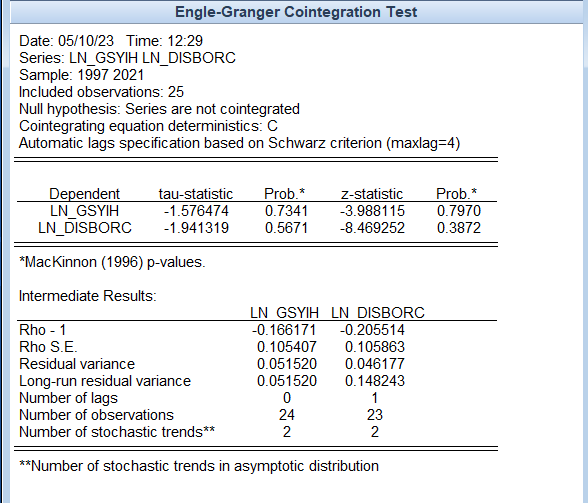 Engle-Granger Cointegration Test
Date: 05/10/23 Time: 12:29
Series: LN_GSYIH LN_DISBORC
Sample: 1997 2021
Included observations: 25
Null hypothesis: Series are not cointegrated
Cointegrating equation deterministics: C
Automatic lags specification based on Schwarz criterion (maxlag=4)
Dependent tau-statistic Prob.* z-statistic Prob.*
LN_GSYIH -1.576474 0.7341 -3.988115 0.7970
LN_DISBORC -1.941319 0.5671 -8.469252 0.3872
*MacKinnon (1996) p-values.
Intermediate Results:
LN_GSYIH LN_DISBORC
Rho - 1 -0.166171 -0.205514
Rho S.E. 0.105407 0.105863
Residual variance 0.051520 0.046177
Long-run residual variance 0.051520 0.148243
Number of lags 0 1
Number of observations 24 23
Number of stochastic trends** 2 2
**Number of stochastic trends in asymptotic distribution